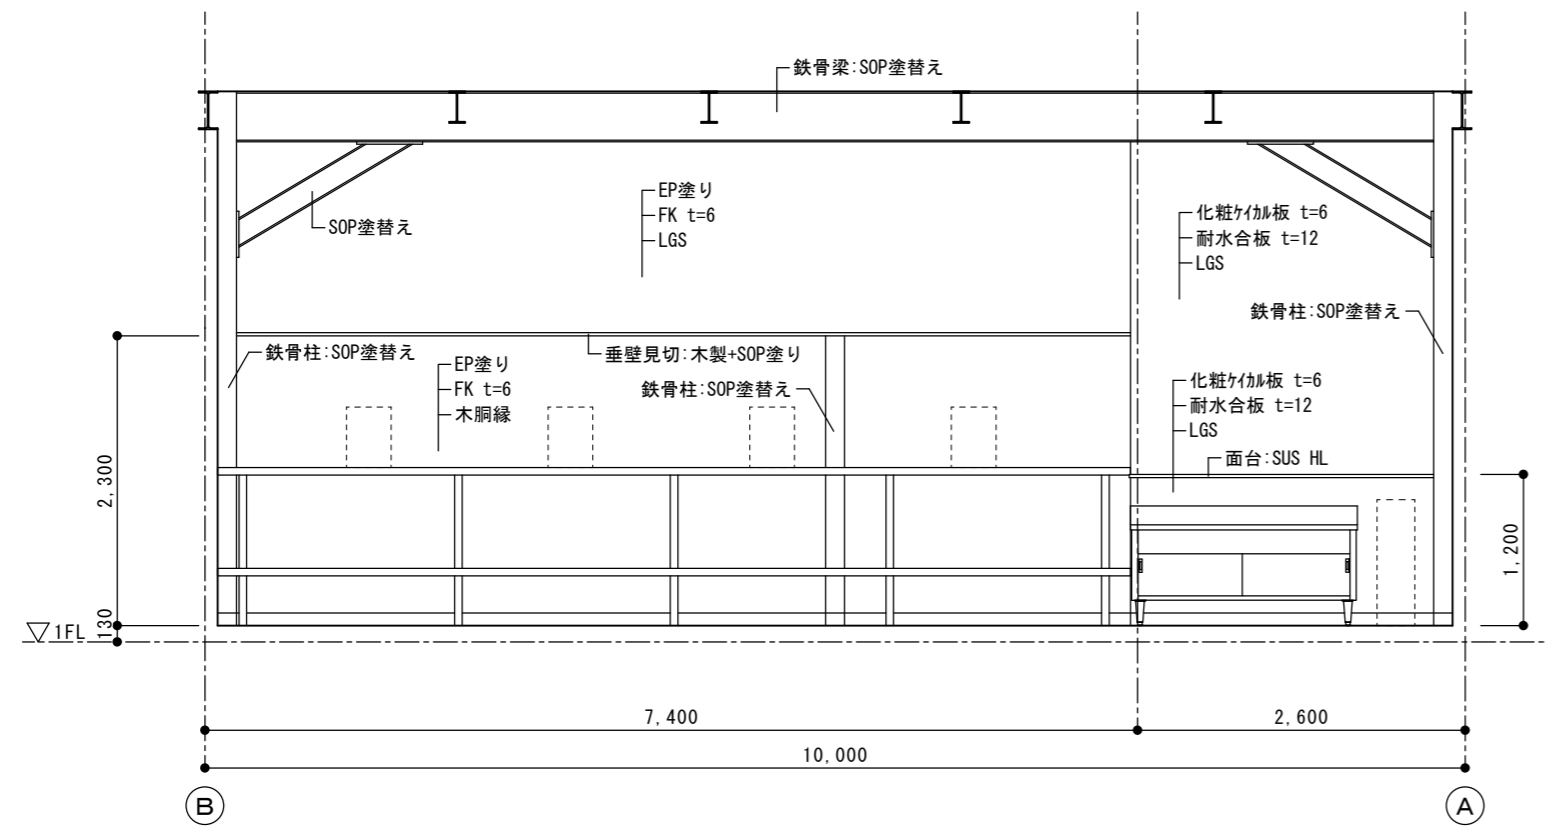 鉄骨梁:SOP塗替え
EP塗り
FK t=6
LGS
SOP塗替え
化粧ｹｲｶﾙ板 t=6
耐水合板 t=12
LGS
鉄骨柱:SOP塗替え
鉄骨柱:SOP塗替え
垂壁見切:木製+SOP塗り
EP塗り
FK t=6
木胴縁
鉄骨柱:SOP塗替え
化粧ｹｲｶﾙ板 t=6
耐水合板 t=12
LGS
面台:SUS HL
2,300
1,200
130
1FL
7,400
2,600
10,000
B
A